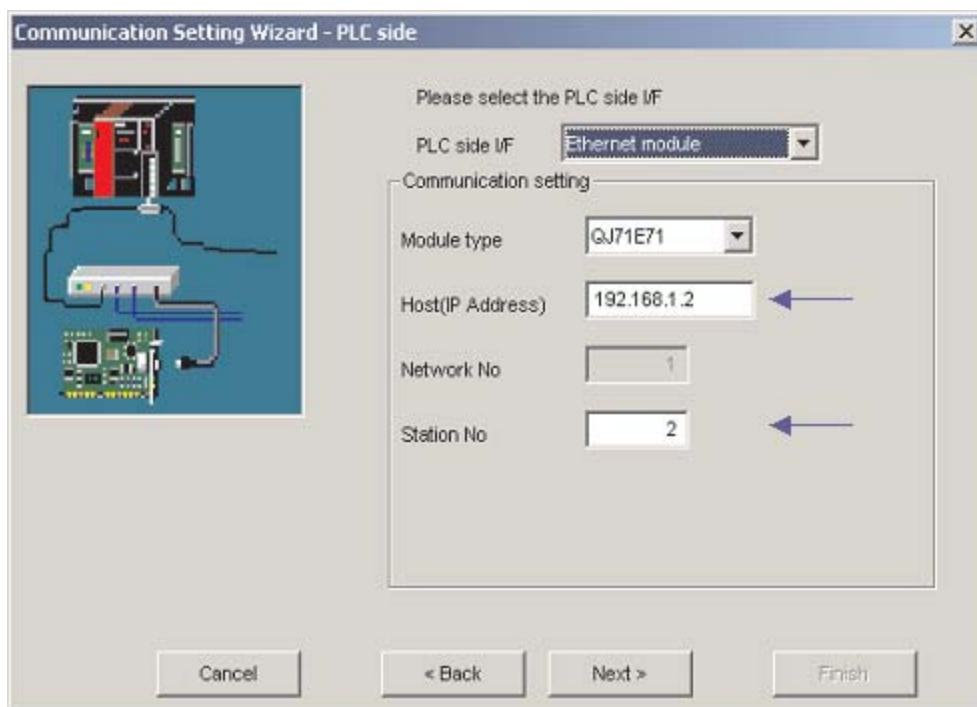 Communication Setting Wizard - PLC side
Please select the PLC side I/F
PLC side I/F Ethernet module
Communication setting
Module type QJ71E71
Host(IP Address) 192.168.1.2
Network No 1
Station No 2
Cancel < Back Next > Finish